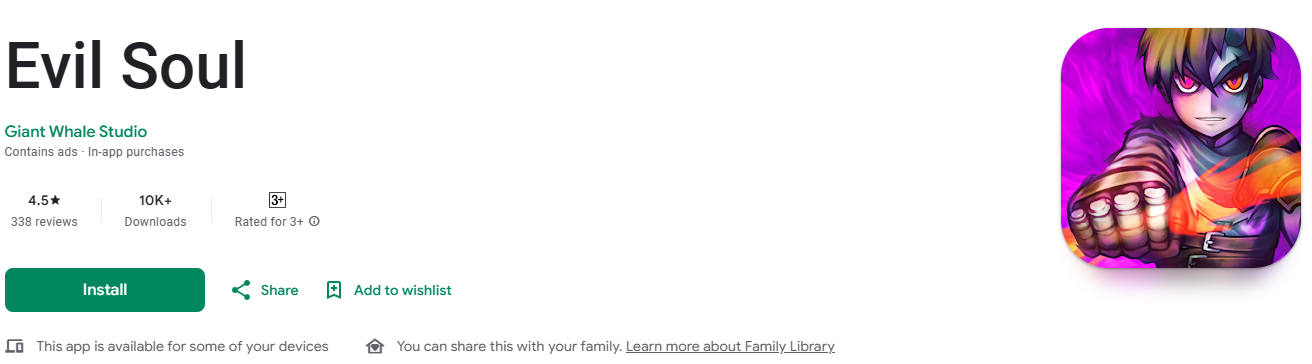 Evil Soul
Giant Whale Studio
Contains ads · In-app purchases
4.5★ 10K+ 3+
338 reviews Downloads Rated for 3+
Install Share Add to wishlist
This app is available for some of your devices You can share this with your family. Learn more about Family Library